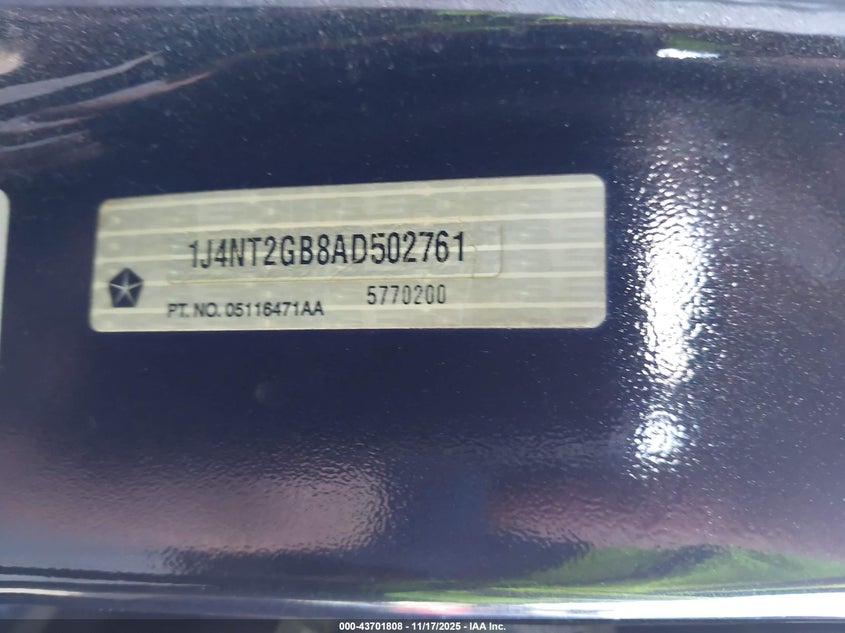 1J4NT2GB8AD502761
5770200
PT. NO. 05116471AA
000-43701808 - 11/17/2025 - IAA Inc.